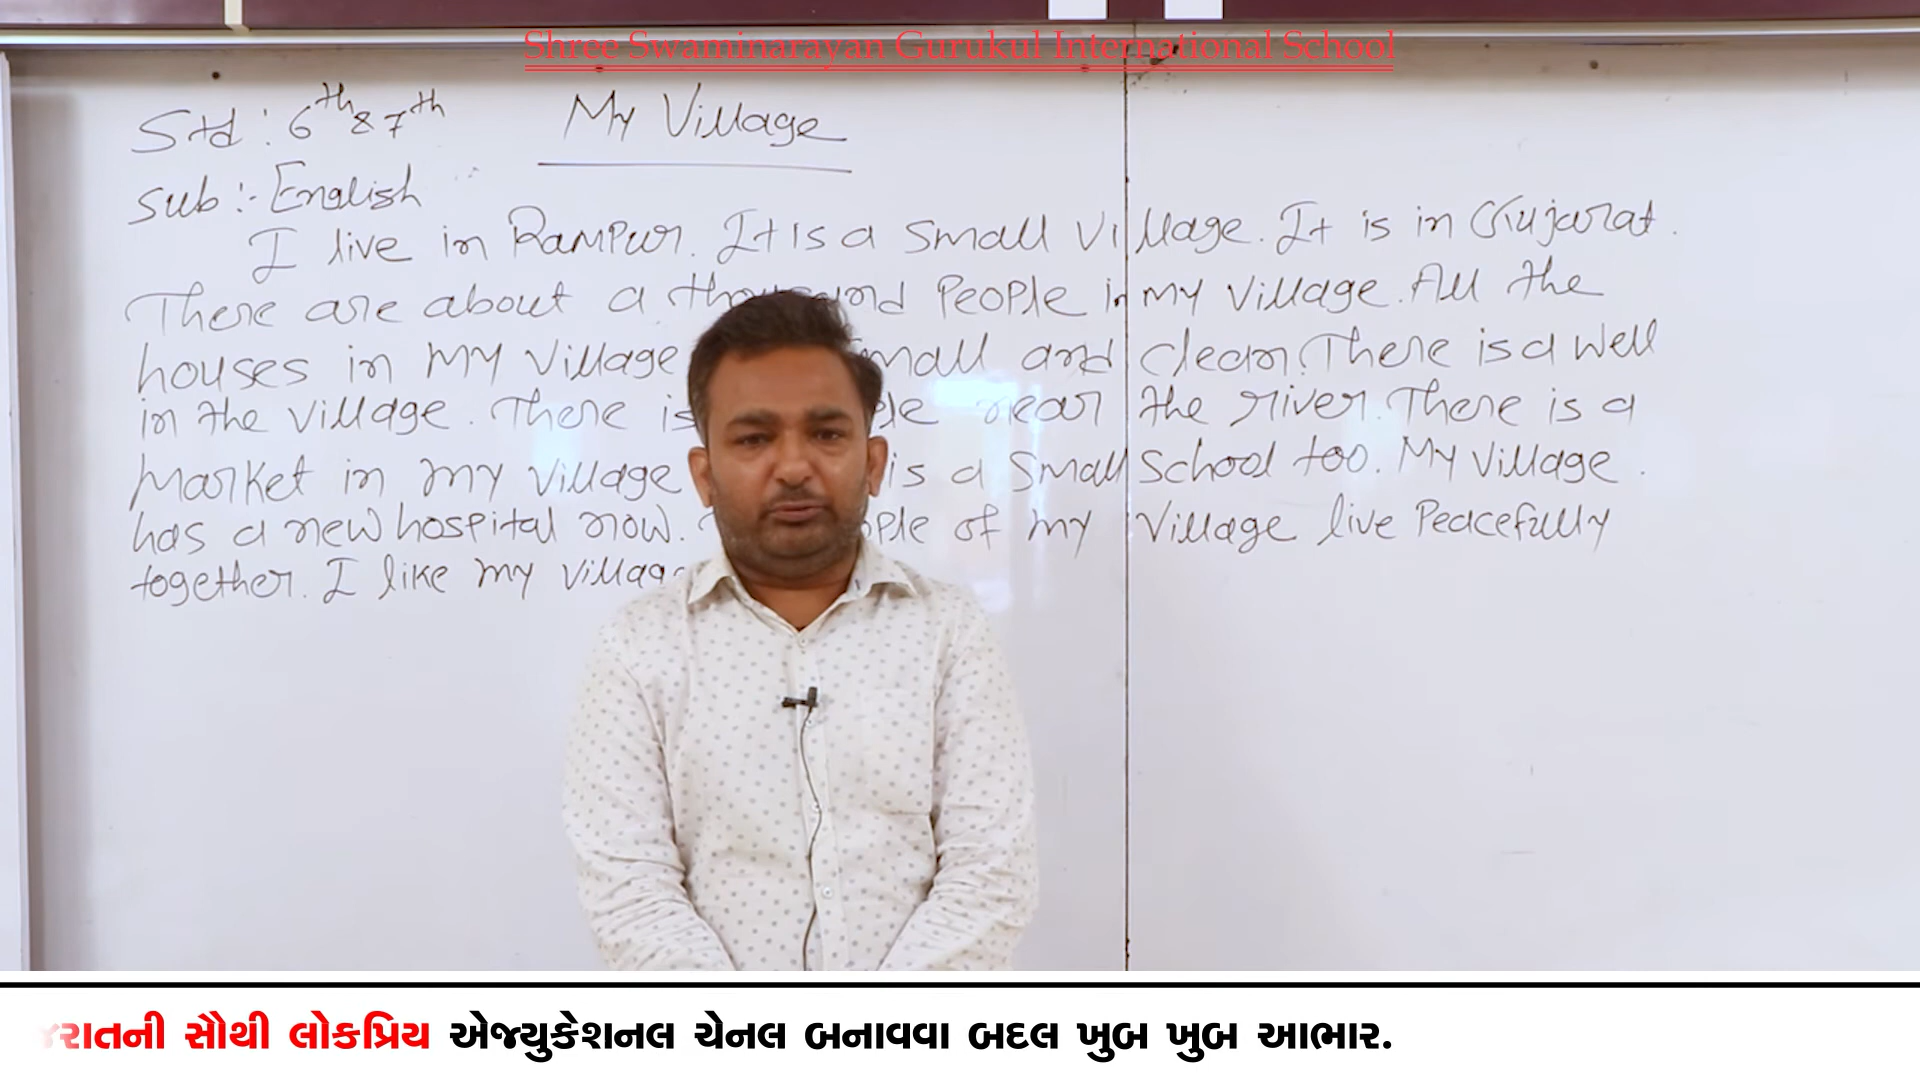 Shree Swaminarayan Gurukul International School
Std : 6th & 7th
My Village
Sub :- English
I live in Rampur. It is a small village. It is in Gujarat.
There are about a thousand people in my village. All the
houses in my village small and clean. There is a well
in the village. There is near the river. There is a
market in my village is a small school too. My village
has a new hospital now. of my village live peacefully
together. I like my village
રાતની સૌથી લોકપ્રિય એજ્યુકેશનલ ચેનલ બનાવવા બદલ ખુબ ખુબ આભાર.